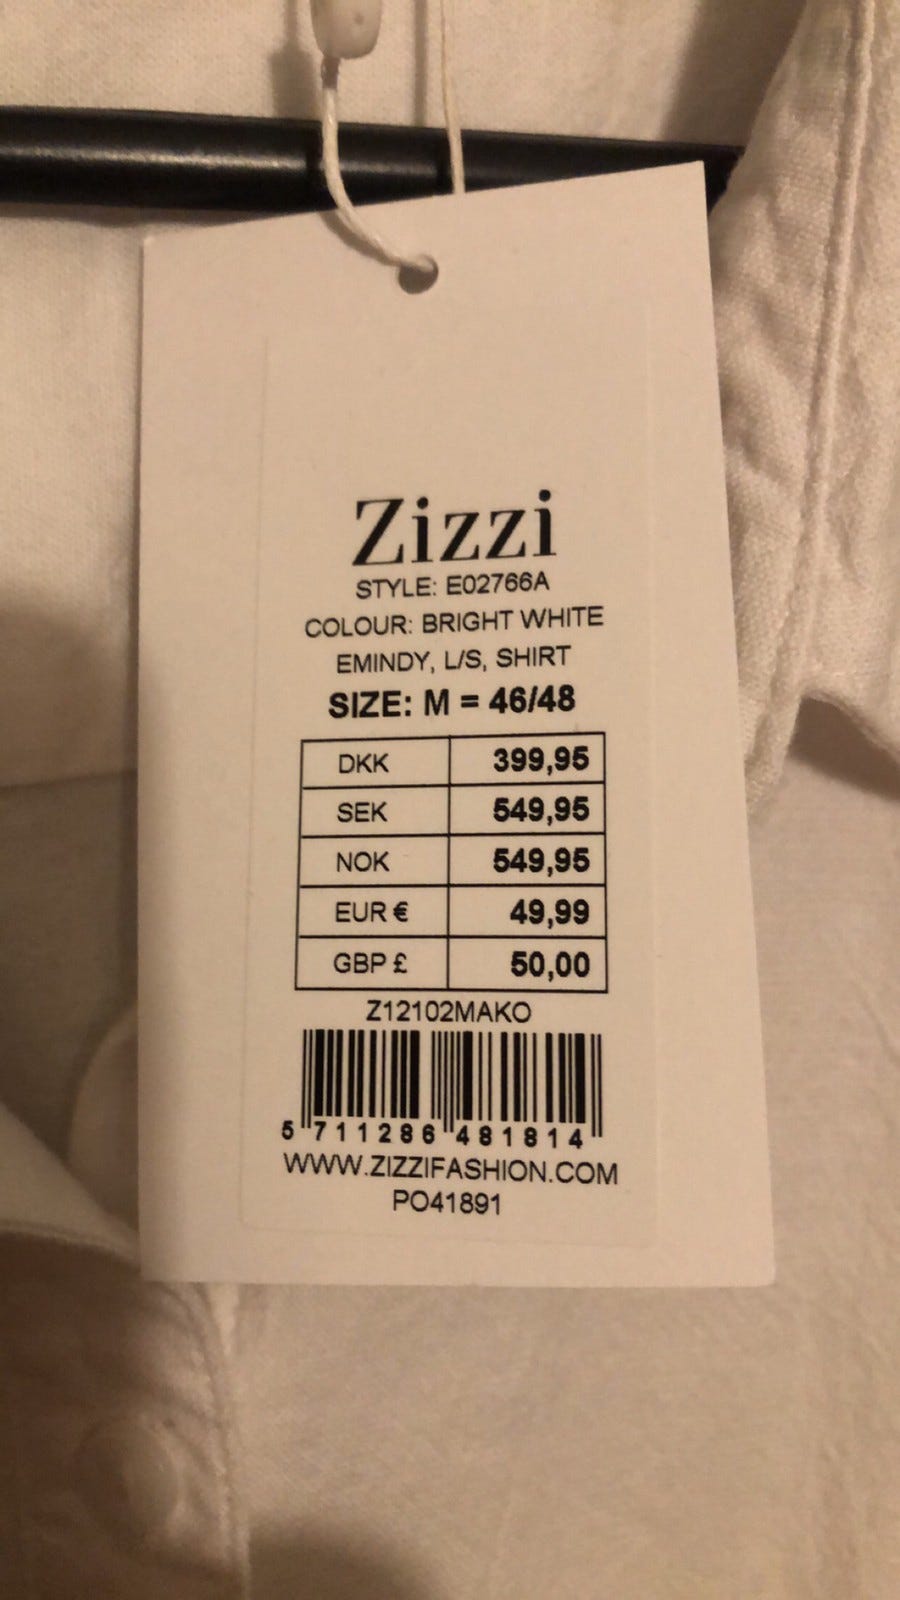 Zizzi
STYLE: E02766A
COLOUR: BRIGHT WHITE
EMINDY, L/S, SHIRT
SIZE: M = 46/48
DKK 399,95
SEK 549,95
NOK 549,95
EUR € 49,99
GBP £ 50,00
Z12102MAKO
5 711286 481814
WWW.ZIZZIFASHION.COM
PO41891